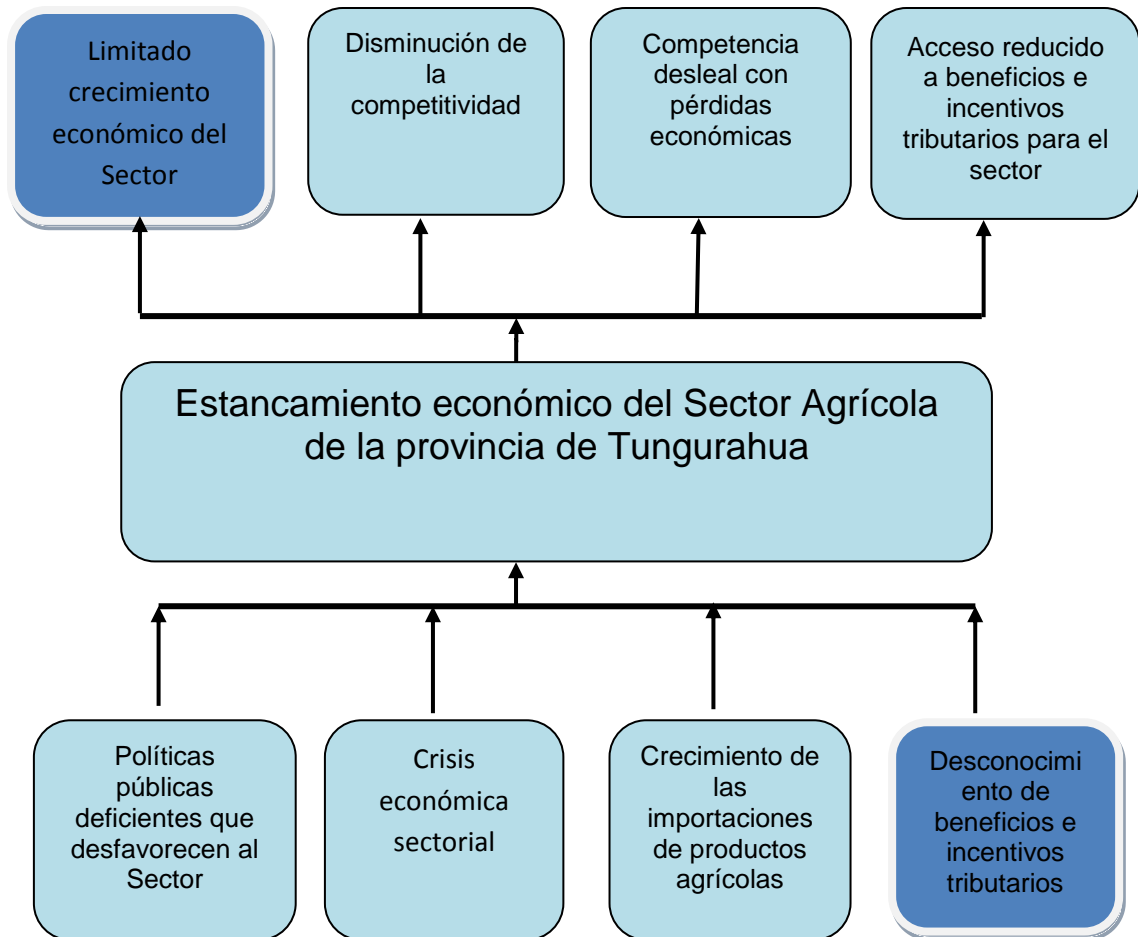 Limitado
crecimiento
económico del
Sector
Disminución de
la
competitividad
Competencia
desleal con
pérdidas
económicas
Acceso reducido
a beneficios e
incentivos
tributarios para el
sector
Estancamiento económico del Sector Agrícola
de la provincia de Tungurahua
Políticas
públicas
deficientes que
desfavorecen al
Sector
Crisis
económica
sectorial
Crecimiento de
las
importaciones
de productos
agrícolas
Desconocimi
ento de
beneficios e
incentivos
tributarios